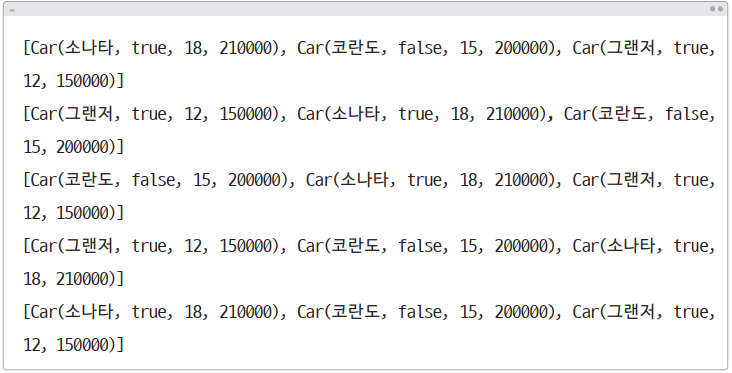 [Car(소나타, true, 18, 210000), Car(코란도, false, 15, 200000), Car(그랜저, true,
12, 150000)]
[Car(그랜저, true, 12, 150000), Car(소나타, true, 18, 210000), Car(코란도, false,
15, 200000)]
[Car(코란도, false, 15, 200000), Car(소나타, true, 18, 210000), Car(그랜저, true,
12, 150000)]
[Car(그랜저, true, 12, 150000), Car(코란도, false, 15, 200000), Car(소나타, true,
18, 210000)]
[Car(소나타, true, 18, 210000), Car(코란도, false, 15, 200000), Car(그랜저, true,
12, 150000)]